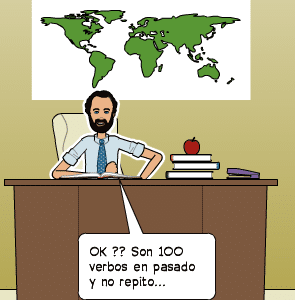 OK ?? Son 100
verbos en pasado
y no repito...